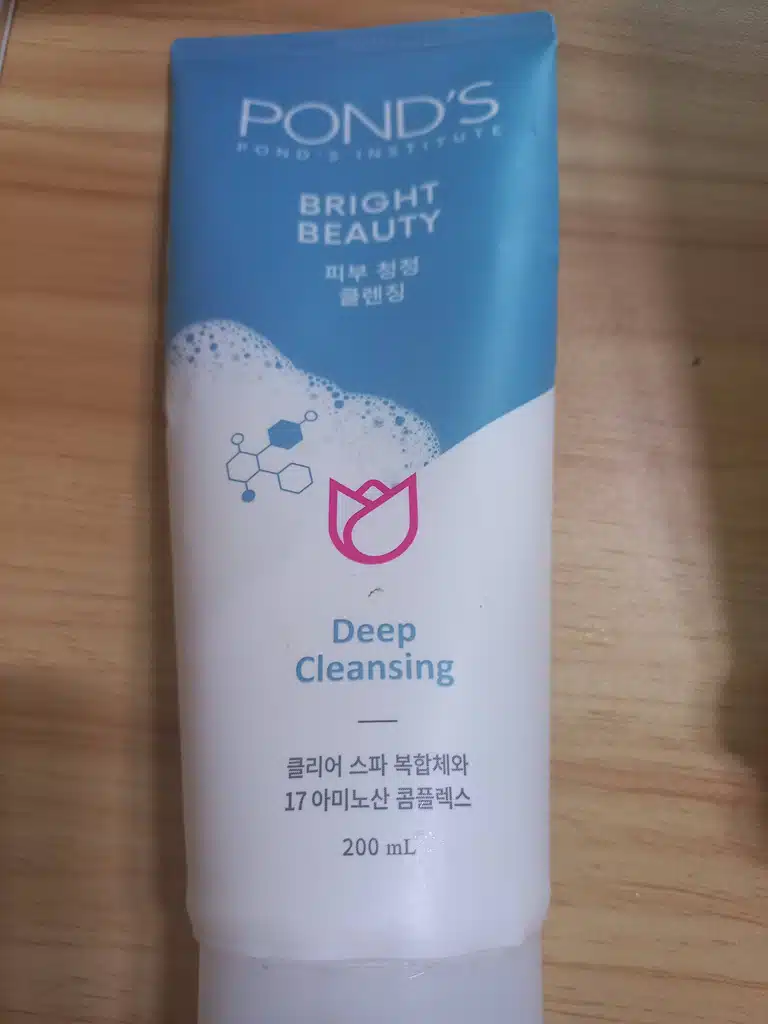 POND'S
POND'S INSTITUTE
BRIGHT
BEAUTY
피부 청정
클렌징
Deep
Cleansing
클리어 스파 복합체와
17 아미노산 콤플렉스
200 mL